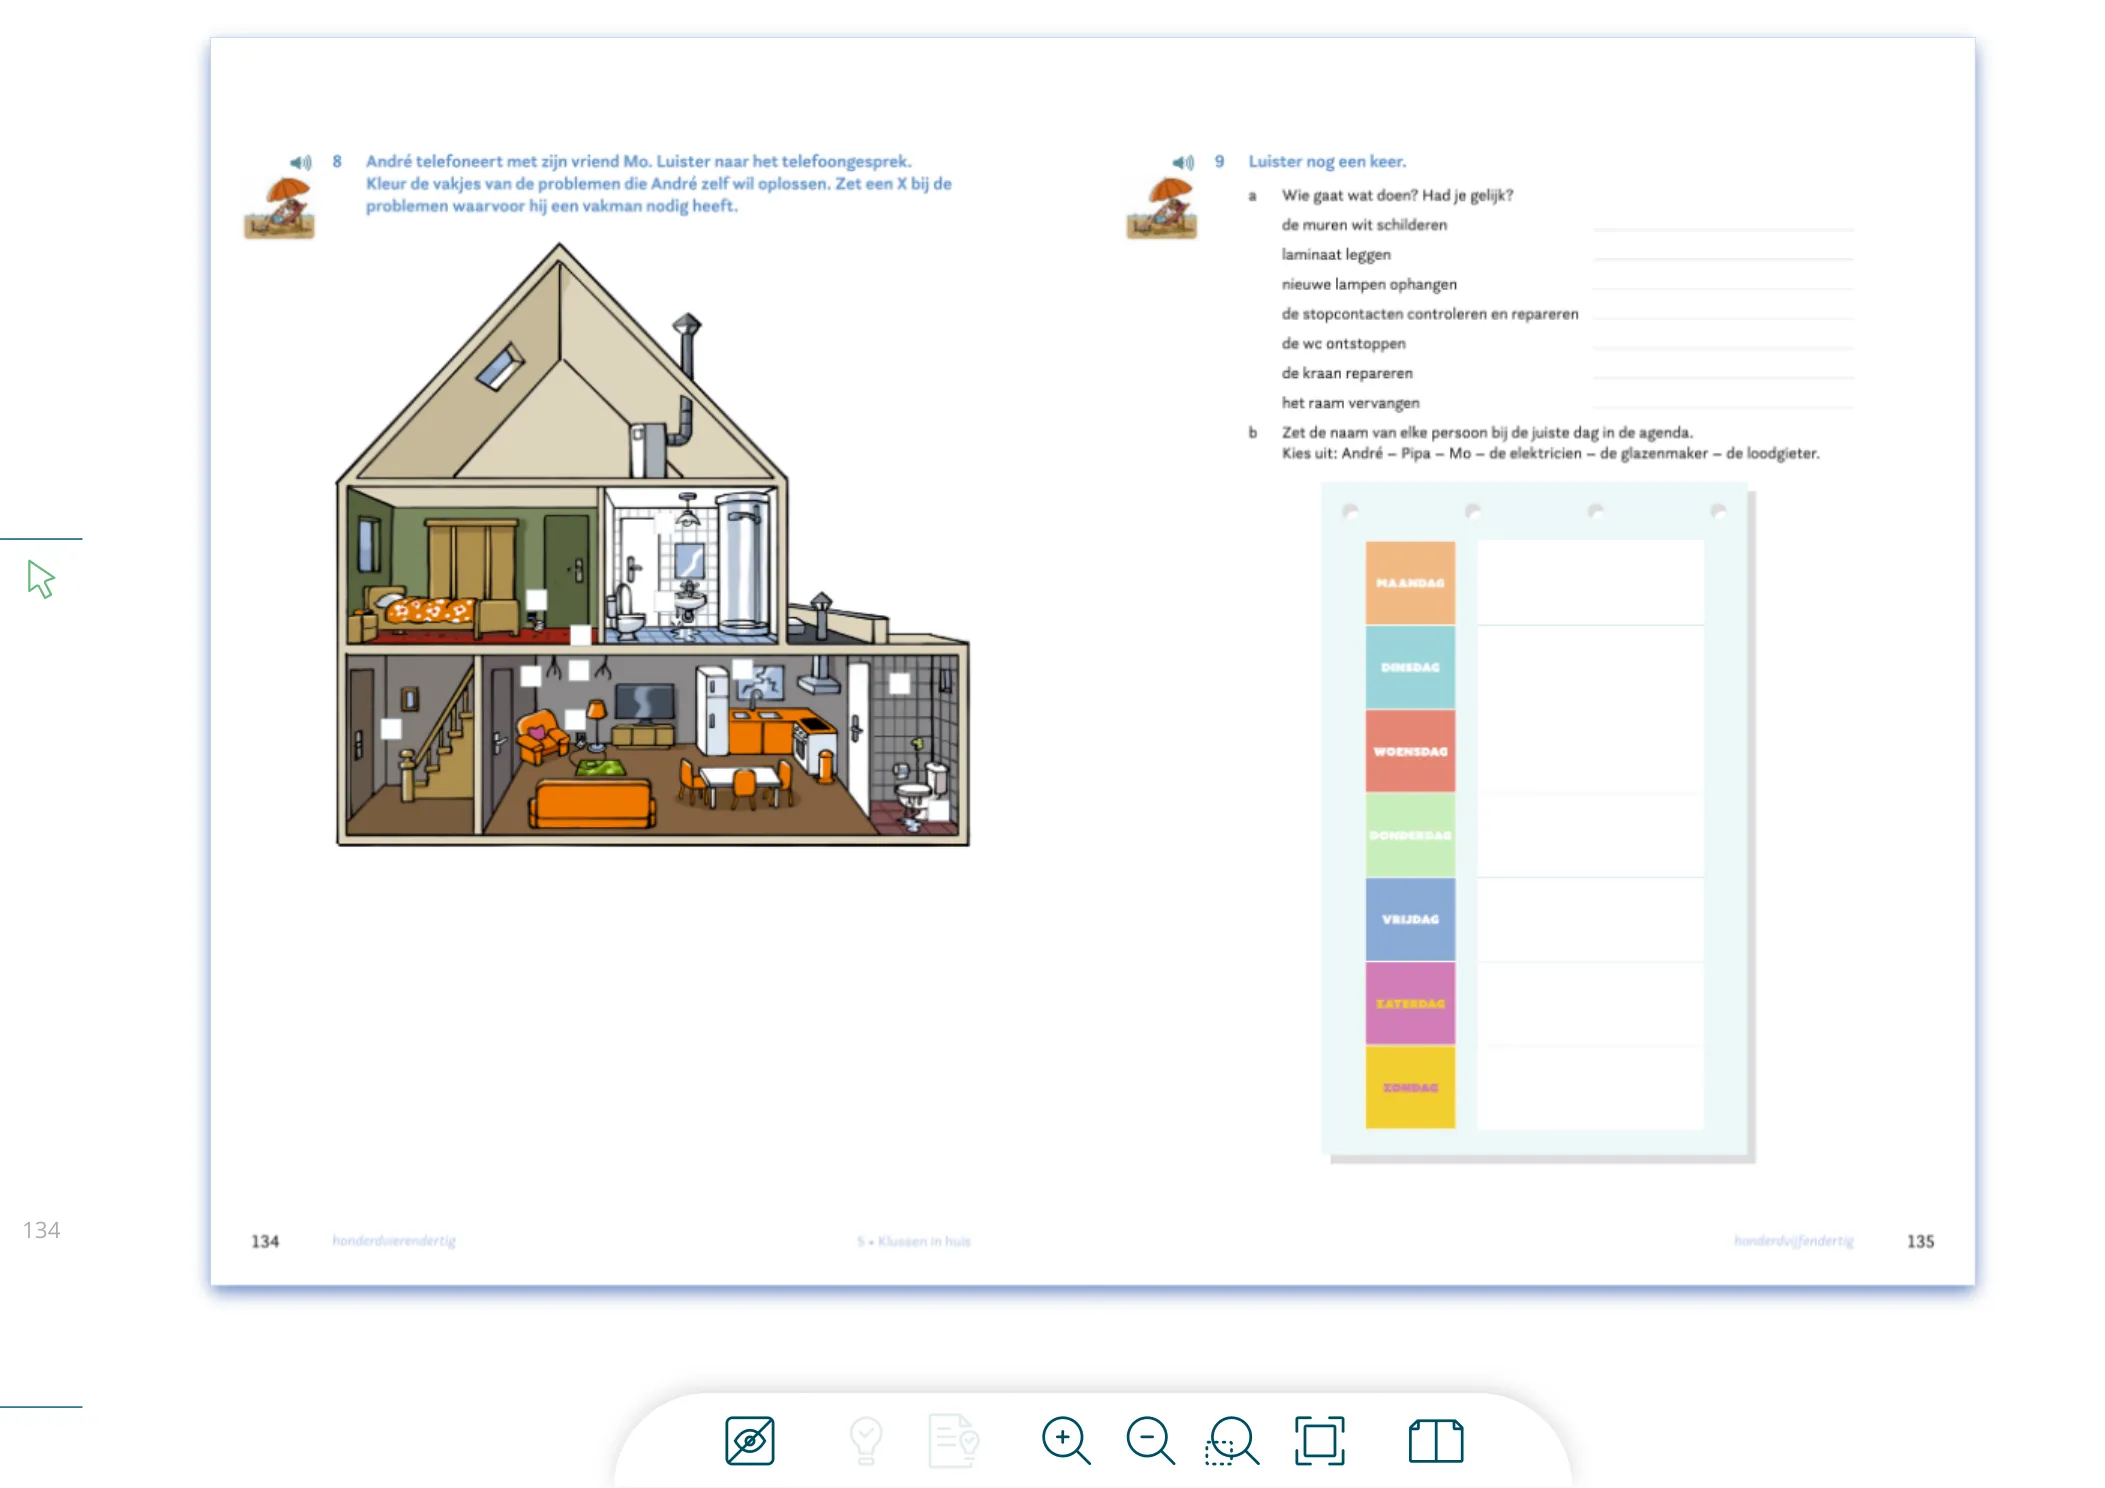 8 André telefoneert met zijn vriend Mo. Luister naar het telefoongesprek.
Kleur de vakjes van de problemen die André zelf wil oplossen. Zet een X bij de
problemen waarvoor hij een vakman nodig heeft.
134 honderdvierendertig
5 • Klussen in huis
9 Luister nog een keer.
a Wie gaat wat doen? Had je gelijk?
de muren wit schilderen
laminaat leggen
nieuwe lampen ophangen
de stopcontacten controleren en repareren
de wc ontstoppen
de kraan repareren
het raam vervangen
b Zet de naam van elke persoon bij de juiste dag in de agenda.
Kies uit: André – Pipa – Mo – de elektricien – de glazenmaker – de loodgieter.
MAANDAG
DINSDAG
WOENSDAG
DONDERDAG
VRIJDAG
ZATERDAG
ZONDAG
honderdvijfendertig 135
134